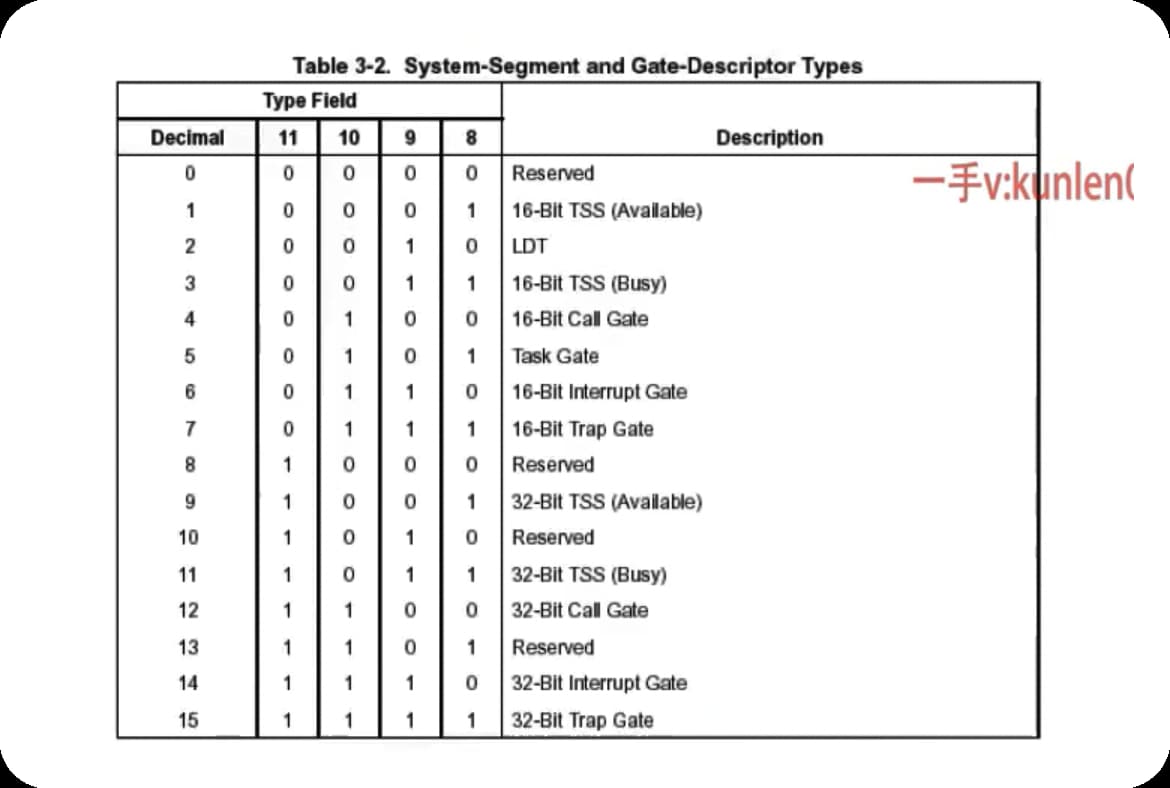 Table 3-2. System-Segment and Gate-Descriptor Types
Type Field
Decimal 11 10 9 8 Description
0 0 0 0 0 Reserved
一手v:kunlen
1 0 0 0 1 16-Bit TSS (Available)
2 0 0 1 0 LDT
3 0 0 1 1 16-Bit TSS (Busy)
4 0 1 0 0 16-Bit Call Gate
5 0 1 0 1 Task Gate
6 0 1 1 0 16-Bit Interrupt Gate
7 0 1 1 1 16-Bit Trap Gate
8 1 0 0 0 Reserved
9 1 0 0 1 32-Bit TSS (Available)
10 1 0 1 0 Reserved
11 1 0 1 1 32-Bit TSS (Busy)
12 1 1 0 0 32-Bit Call Gate
13 1 1 0 1 Reserved
14 1 1 1 0 32-Bit Interrupt Gate
15 1 1 1 1 32-Bit Trap Gate